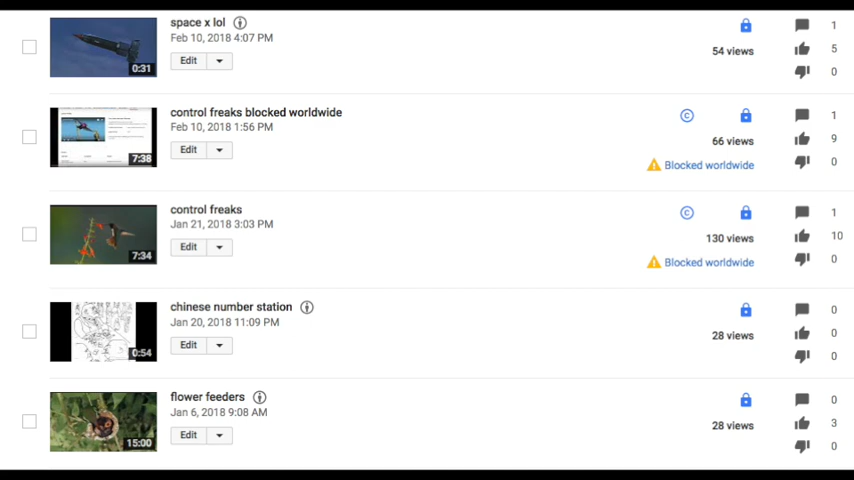 space x lol
Feb 10, 2018 4:07 PM
Edit
0:31
54 views
1
5
0
control freaks blocked worldwide
Feb 10, 2018 1:56 PM
Edit
7:38
66 views
Blocked worldwide
1
9
0
control freaks
Jan 21, 2018 3:03 PM
Edit
7:34
130 views
Blocked worldwide
1
10
0
chinese number station
Jan 20, 2018 11:09 PM
Edit
0:54
28 views
0
0
0
flower feeders
Jan 6, 2018 9:08 AM
Edit
15:00
28 views
0
3
0